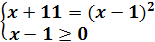 x + 11 = (x − 1)²
x − 1 ≥ 0